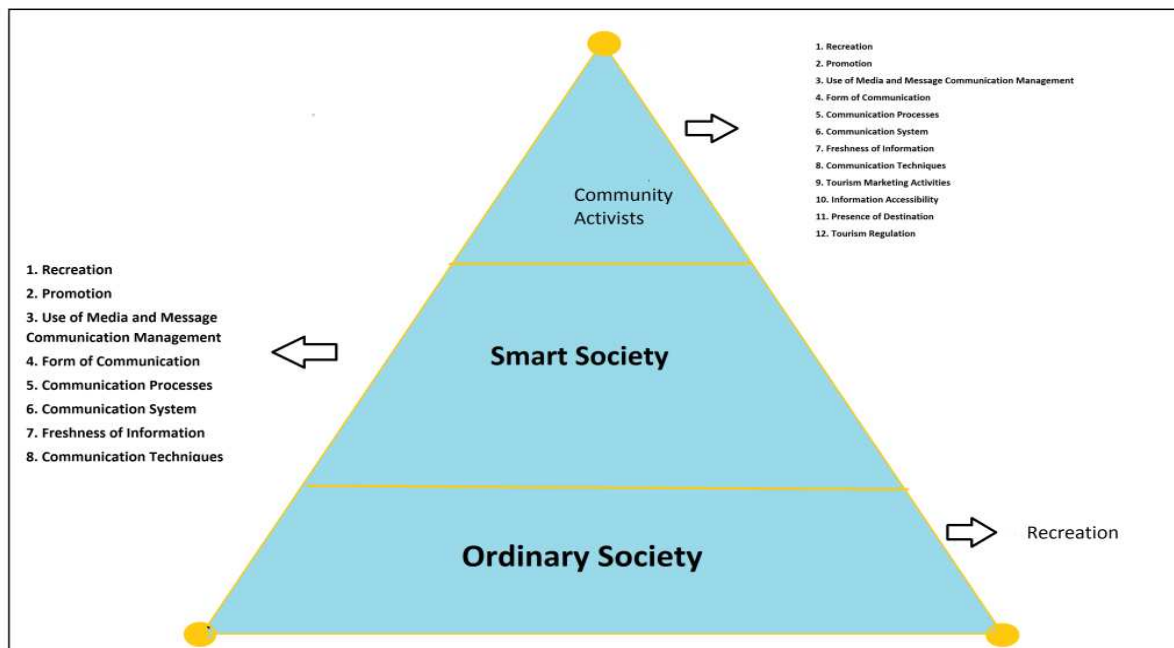 1. Recreation
2. Promotion
3. Use of Media and Message Communication Management
4. Form of Communication
5. Communication Processes
6. Communication System
7. Freshness of Information
8. Communication Techniques
9. Tourism Marketing Activities
10. Information Accessibility
11. Presence of Destination
12. Tourism Regulation
Community
Activists
1. Recreation
2. Promotion
3. Use of Media and Message
Communication Management
4. Form of Communication
5. Communication Processes
6. Communication System
7. Freshness of Information
8. Communication Techniques
Smart Society
Ordinary Society
Recreation